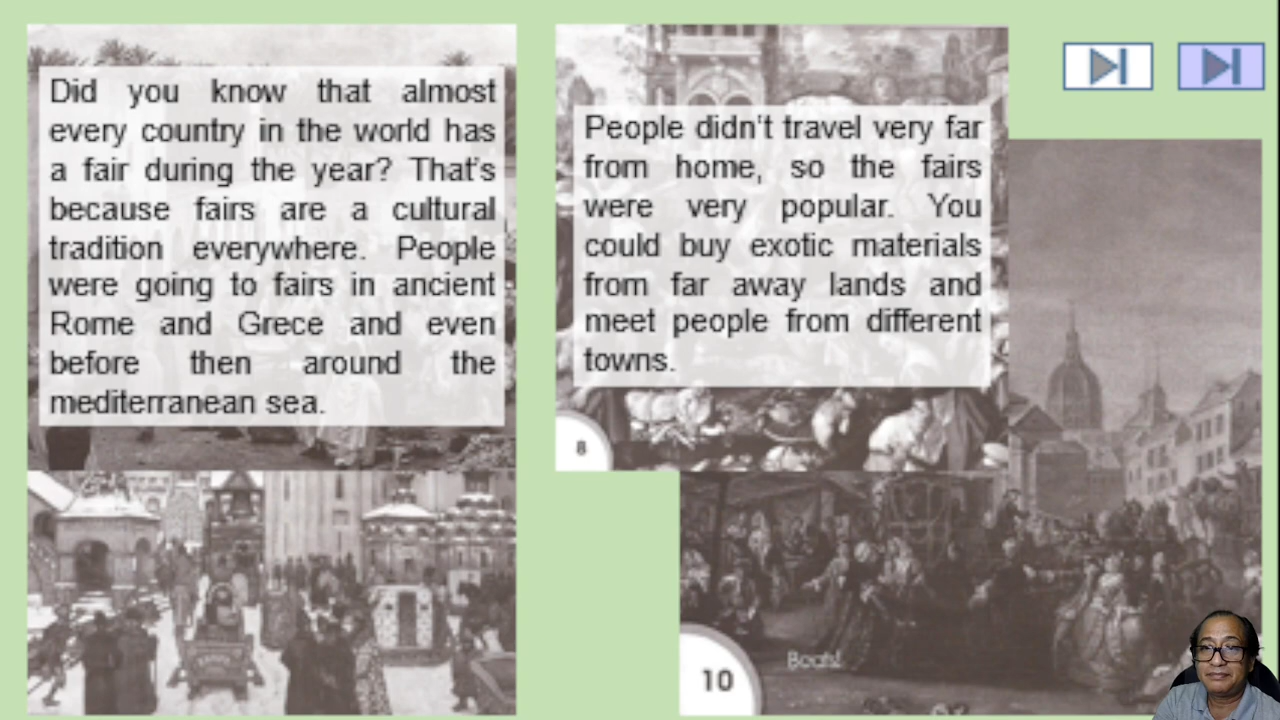 Did you know that almost
every country in the world has
a fair during the year? That's
because fairs are a cultural
tradition everywhere. People
were going to fairs in ancient
Rome and Grece and even
before then around the
mediterranean sea.
People didn't travel very far
from home, so the fairs
were very popular. You
could buy exotic materials
from far away lands and
meet people from different
towns.
8
10